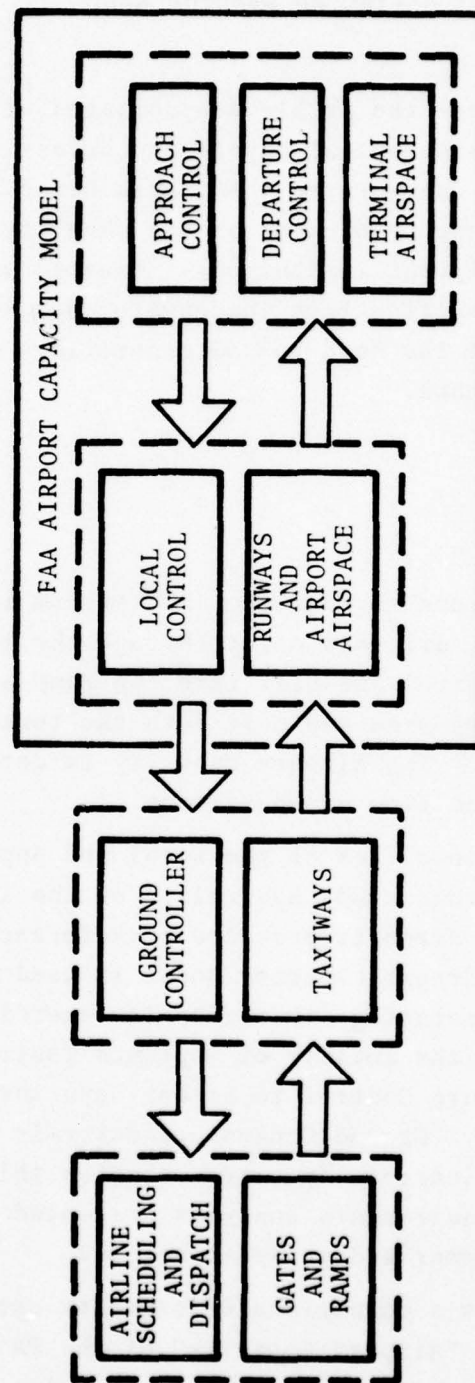 FAA AIRPORT CAPACITY MODEL
AIRLINE
SCHEDULING
AND
DISPATCH
GATES
AND
RAMPS
GROUND
CONTROLLER
TAXIWAYS
LOCAL
CONTROL
RUNWAYS
AND
AIRPORT
AIRSPACE
APPROACH
CONTROL
DEPARTURE
CONTROL
TERMINAL
AIRSPACE